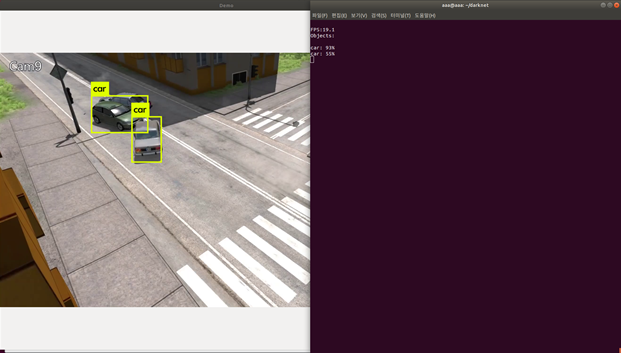 Demo
Cam9
car
car
aaa@aaa: ~/darknet
파일(F) 편집(E) 보기(V) 검색(S) 터미널(T) 도움말(H)
FPS:19.1
Objects:
car: 93%
car: 55%